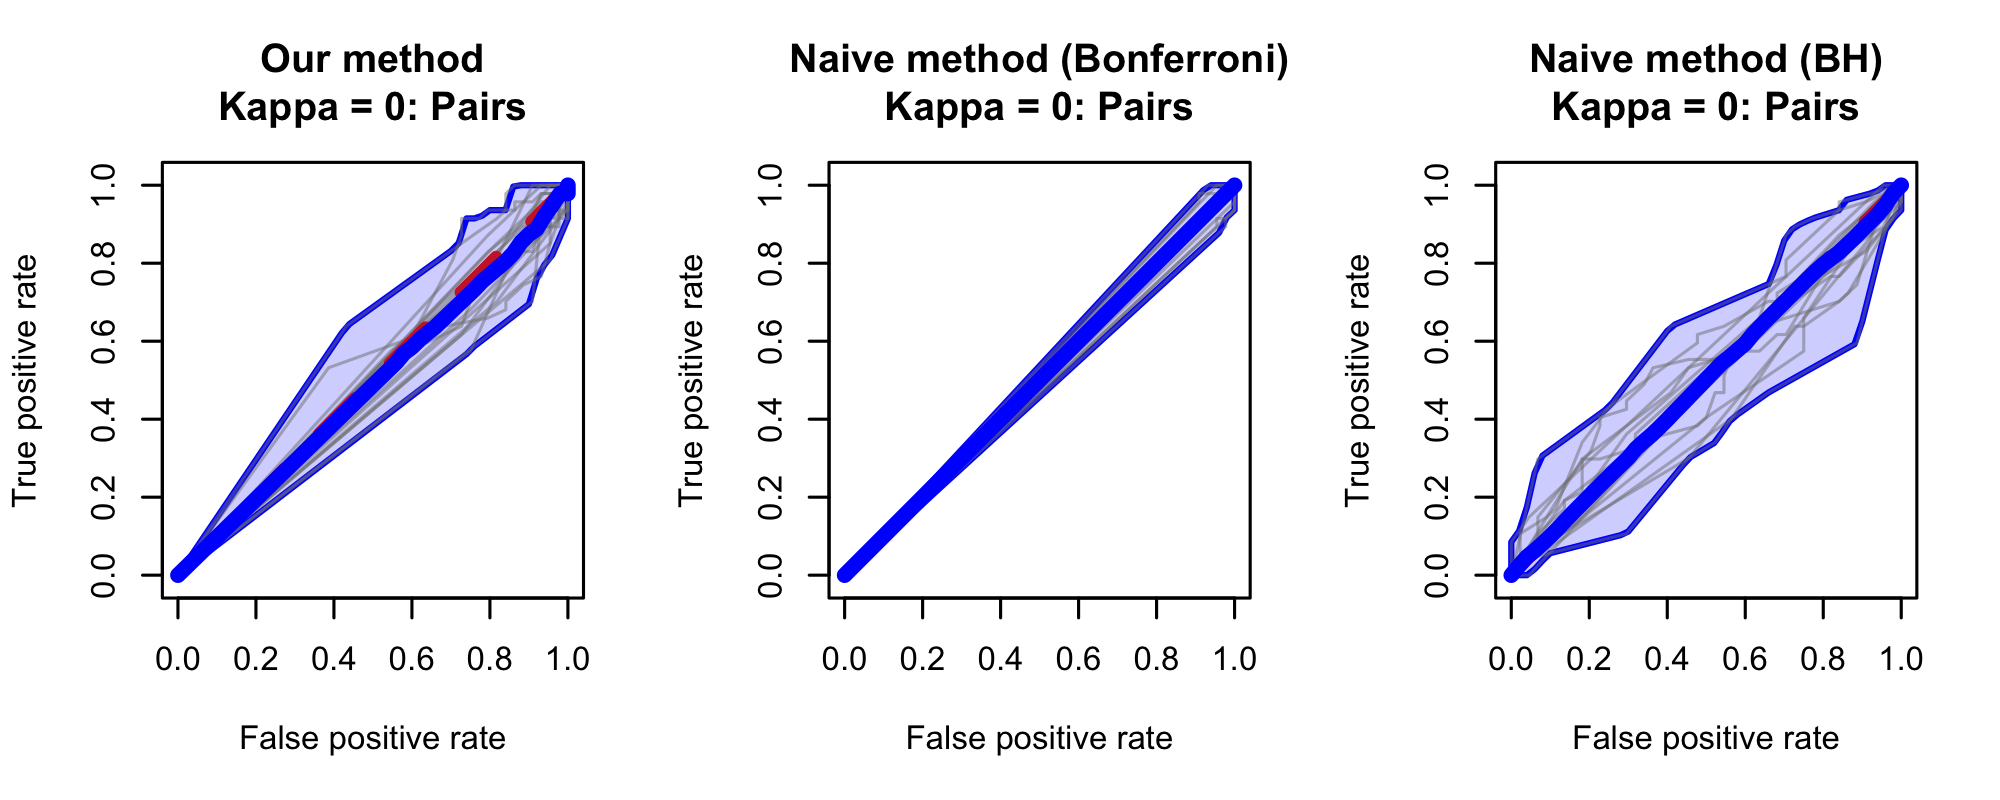 Our method
Kappa = 0: Pairs
True positive rate
1.0
0.8
0.6
0.4
0.2
0.0
0.0 0.2 0.4 0.6 0.8 1.0
False positive rate
Naive method (Bonferroni)
Kappa = 0: Pairs
True positive rate
1.0
0.8
0.6
0.4
0.2
0.0
0.0 0.2 0.4 0.6 0.8 1.0
False positive rate
Naive method (BH)
Kappa = 0: Pairs
True positive rate
1.0
0.8
0.6
0.4
0.2
0.0
0.0 0.2 0.4 0.6 0.8 1.0
False positive rate